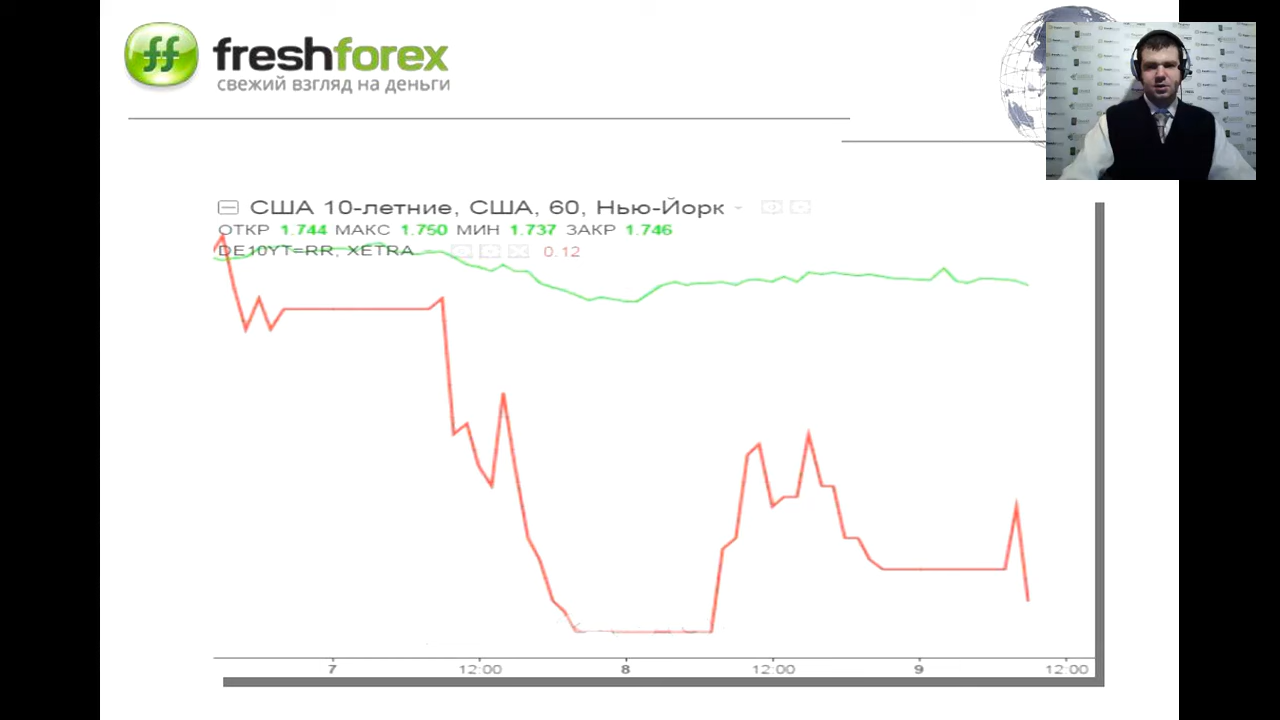 ff freshforex
свежий взгляд на деньги
США 10-летние, США, 60, Нью-Йорк
ОТКР 1.744 МАКС 1.750 МИН 1.737 ЗАКР 1.746
DE10YT=RR, XETRA 0.12
7 12:00 8 12:00 9 12:00